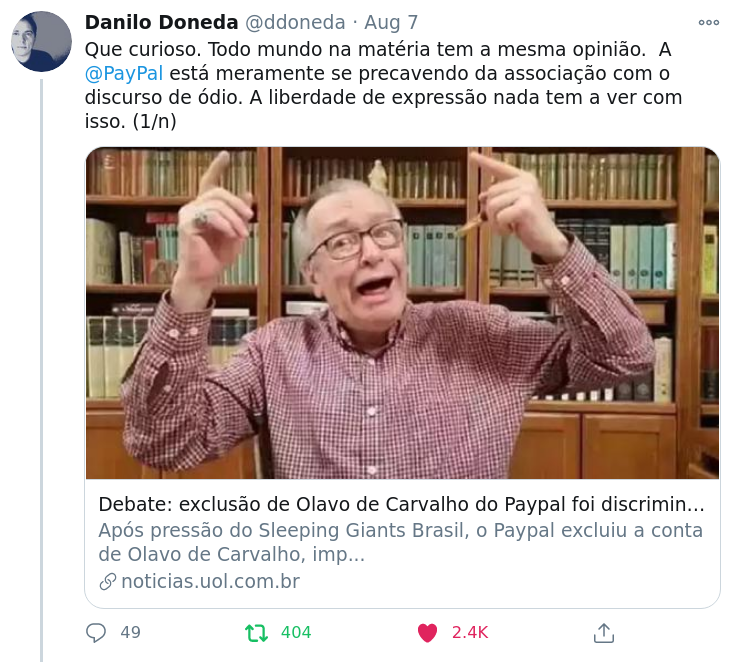 Danilo Doneda @ddoneda · Aug 7
Que curioso. Todo mundo na matéria tem a mesma opinião.  A
@PayPal está meramente se precavendo da associação com o
discurso de ódio. A liberdade de expressão nada tem a ver com
isso. (1/n)
Debate: exclusão de Olavo de Carvalho do Paypal foi discrimin...
Após pressão do Sleeping Giants Brasil, o Paypal excluiu a conta
de Olavo de Carvalho, imp...
noticias.uol.com.br
49 404 2.4K